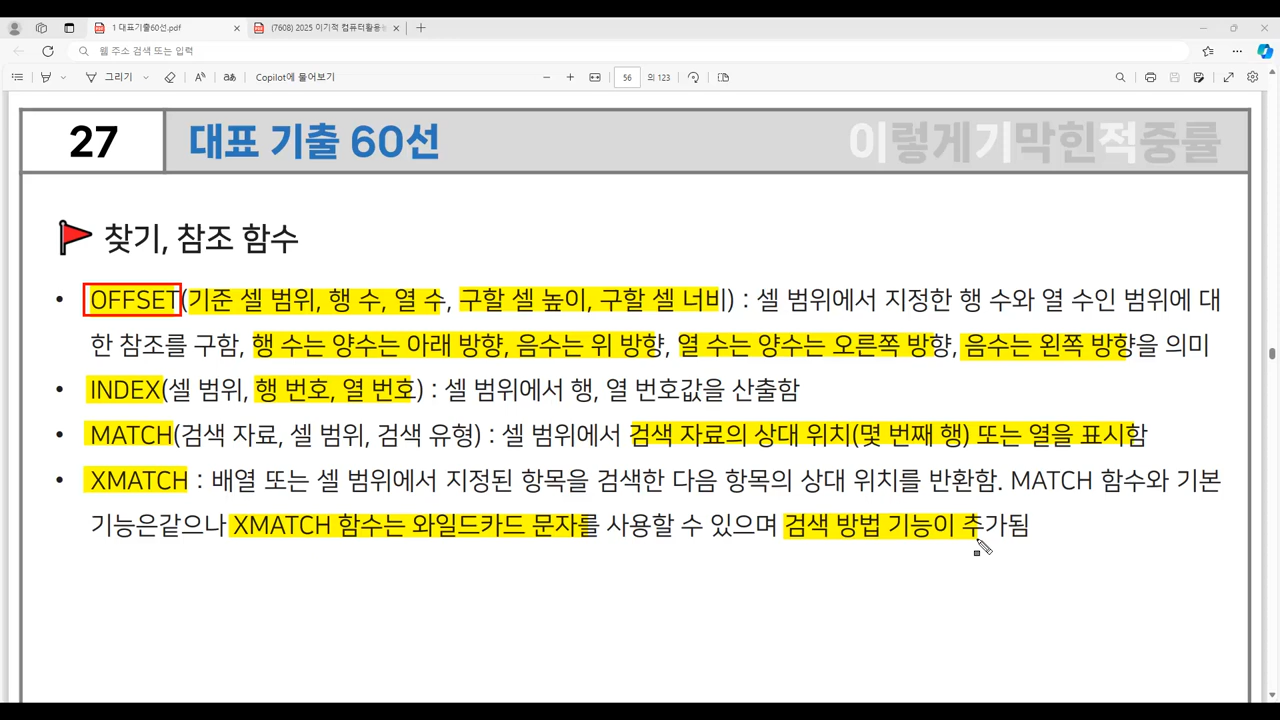 1 대표기출60선.pdf
(7608) 2025 이기적 컴퓨터활용능
웹 주소 검색 또는 입력
그리기
Copilot에 물어보기
56 의 123
27 대표 기출 60선 이렇게기막힌적중률
찾기, 참조 함수
• OFFSET(기준 셀 범위, 행 수, 열 수, 구할 셀 높이, 구할 셀 너비) : 셀 범위에서 지정한 행 수와 열 수인 범위에 대
한 참조를 구함, 행 수는 양수는 아래 방향, 음수는 위 방향, 열 수는 양수는 오른쪽 방향, 음수는 왼쪽 방향을 의미
• INDEX(셀 범위, 행 번호, 열 번호) : 셀 범위에서 행, 열 번호값을 산출함
• MATCH(검색 자료, 셀 범위, 검색 유형) : 셀 범위에서 검색 자료의 상대 위치(몇 번째 행) 또는 열을 표시함
• XMATCH : 배열 또는 셀 범위에서 지정된 항목을 검색한 다음 항목의 상대 위치를 반환함. MATCH 함수와 기본
기능은같으나 XMATCH 함수는 와일드카드 문자를 사용할 수 있으며 검색 방법 기능이 추가됨